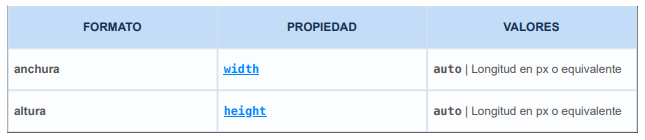 FORMATO PROPIEDAD VALORES
anchura width auto | Longitud en px o equivalente
altura height auto | Longitud en px o equivalente